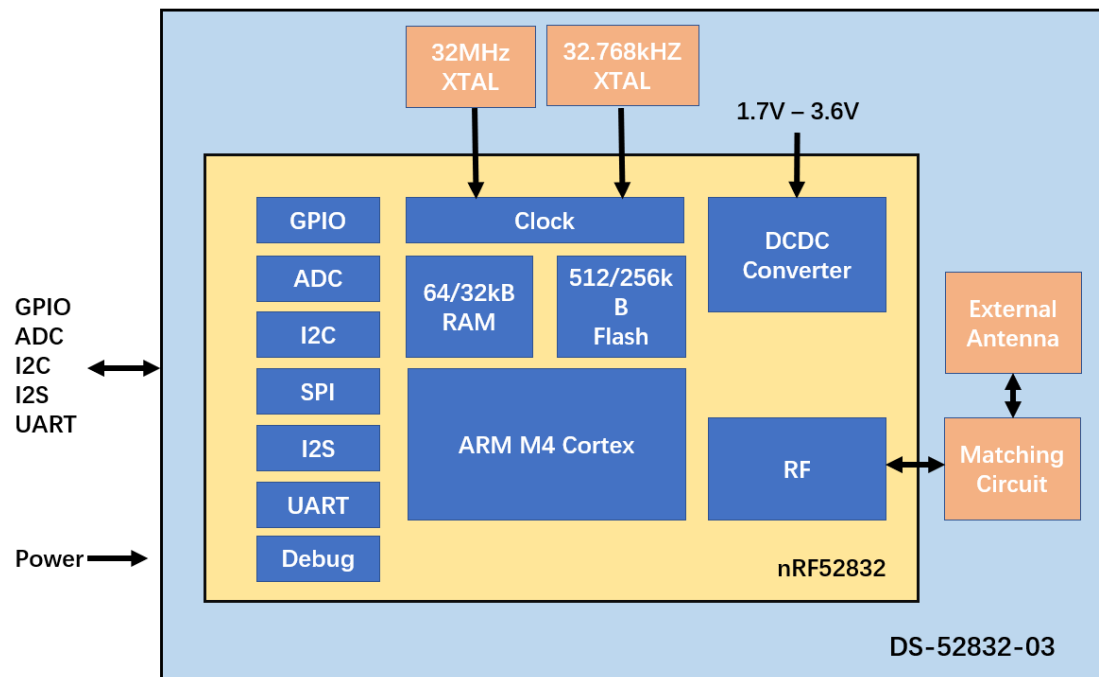 32MHz
XTAL
32.768kHZ
XTAL
1.7V – 3.6V
GPIO
ADC
I2C
SPI
I2S
UART
Debug
Clock
64/32kB
RAM
512/256k
B
Flash
ARM M4 Cortex
DCDC
Converter
RF
nRF52832
External
Antenna
Matching
Circuit
GPIO
ADC
I2C
I2S
UART
Power
DS-52832-03